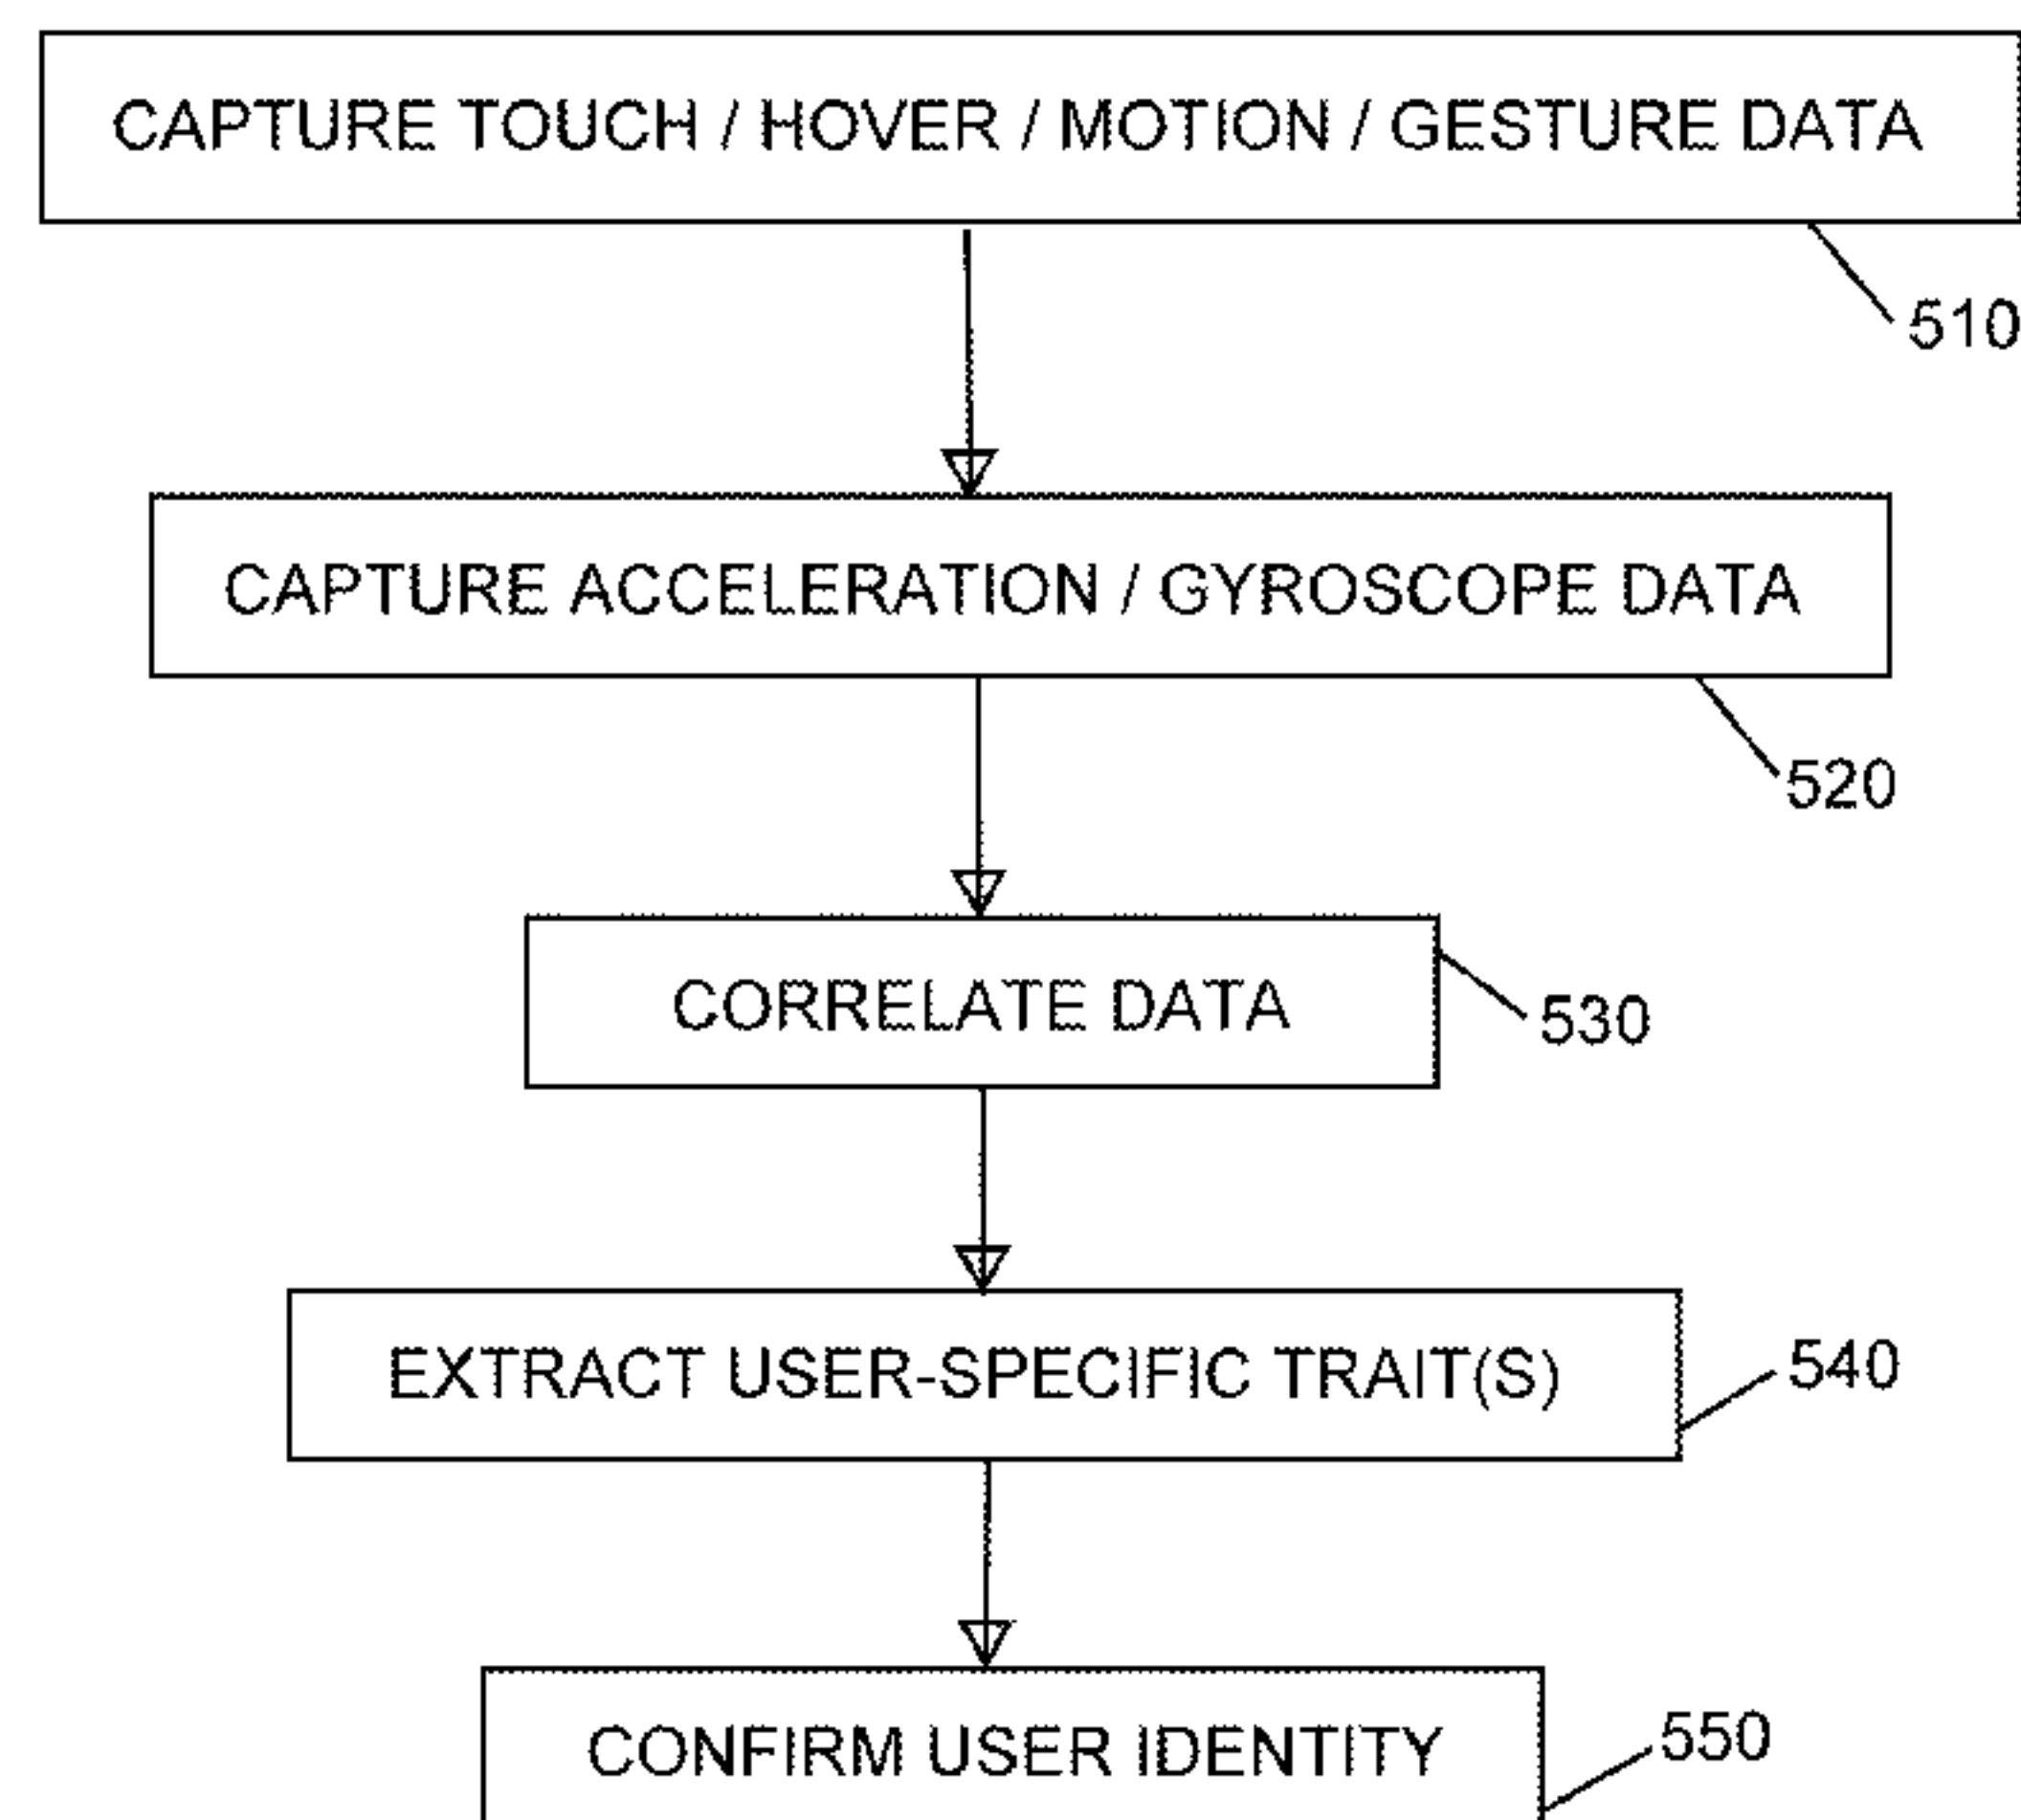 CAPTURE TOUCH / HOVER / MOTION / GESTURE DATA
510
CAPTURE ACCELERATION / GYROSCOPE DATA
520
CORRELATE DATA
530
EXTRACT USER-SPECIFIC TRAIT(S)
540
CONFIRM USER IDENTITY
550